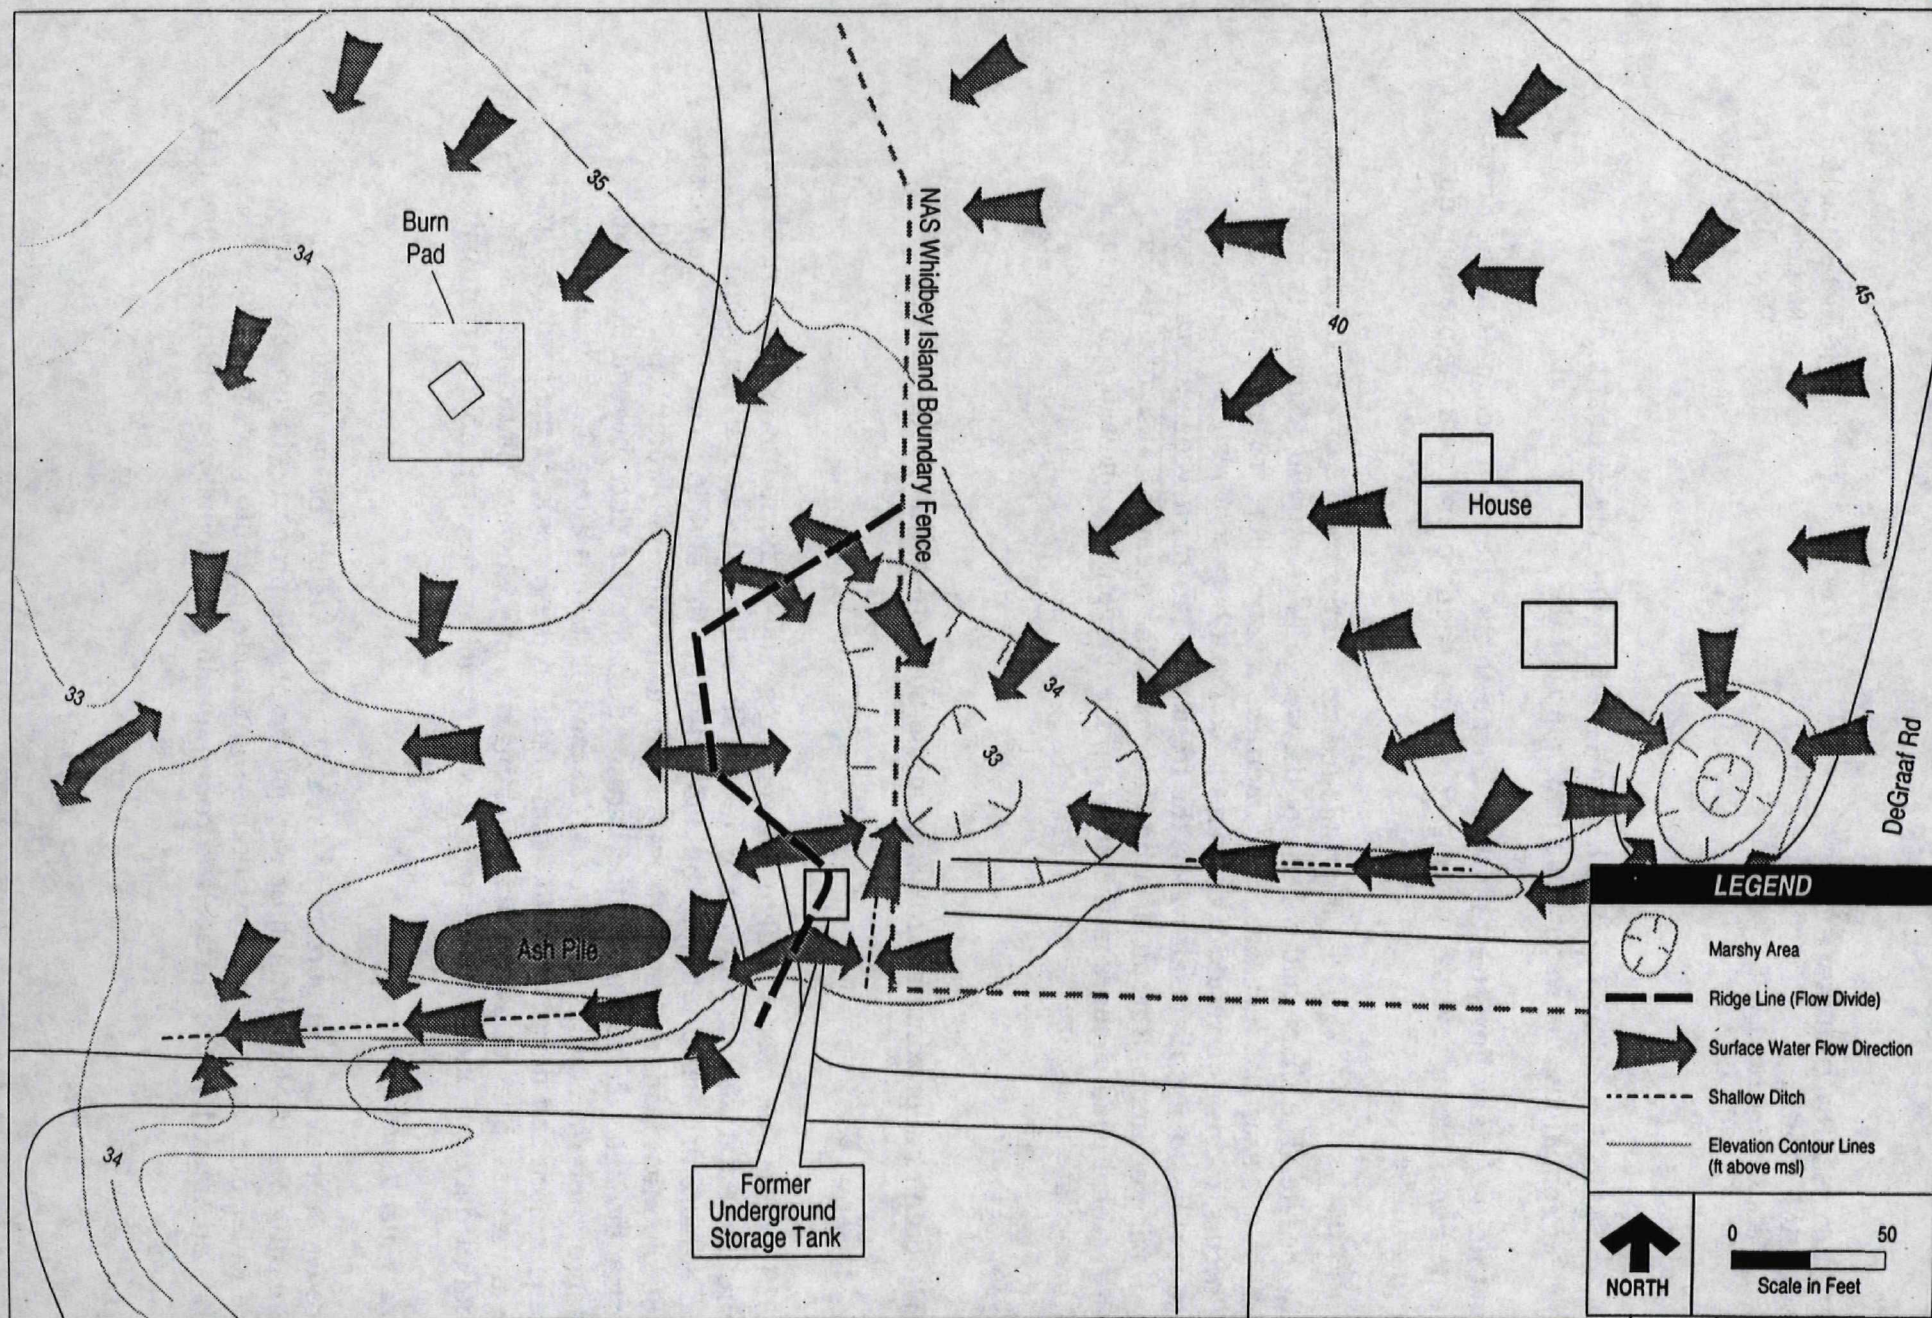 35
Burn
Pad
34
NAS Whidbey Island Boundary Fence
45
40
House
33
34
33
DeGraaf Rd
Ash Pile
34
Former
Underground
Storage Tank
LEGEND
Marshy Area
Ridge Line (Flow Divide)
Surface Water Flow Direction
Shallow Ditch
Elevation Contour Lines
(ft above msl)
NORTH
0 50
Scale in Feet